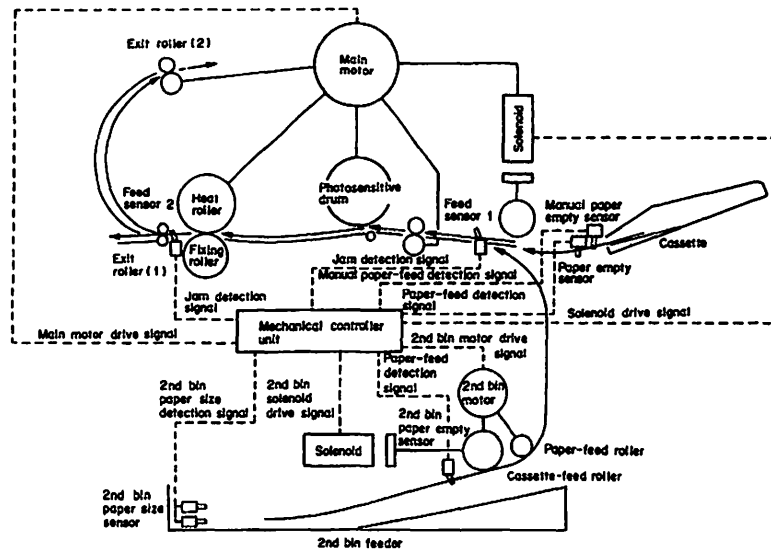 Exit roller (2)
Main
motor
Solenoid
Feed
sensor 2
Heat
roller
Photosensitive
drum
Feed
sensor 1
Manual paper
empty sensor
Exit
roller (1)
Fixing
roller
Cassette
Paper empty
sensor
Jam detection signal
Manual paper-feed detection signal
Jam detection
signal
Paper-feed detection
signal
Main motor drive signal
Mechanical controller
unit
Solenoid drive signal
2nd bin motor drive
signal
Paper-feed
detection
signal
2nd bin
paper size
detection signal
2nd bin
solenoid
drive signal
2nd bin
motor
2nd bin
paper empty
sensor
Solenoid
Paper-feed roller
Cassette-feed roller
2nd bin
paper size
sensor
2nd bin feeder